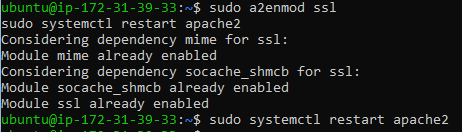 ubuntu@ip-172-31-39-33:~$ sudo a2enmod ssl
sudo systemctl restart apache2
Considering dependency mime for ssl:
Module mime already enabled
Considering dependency socache_shmcb for ssl:
Module socache_shmcb already enabled
Module ssl already enabled
ubuntu@ip-172-31-39-33:~$ sudo systemctl restart apache2